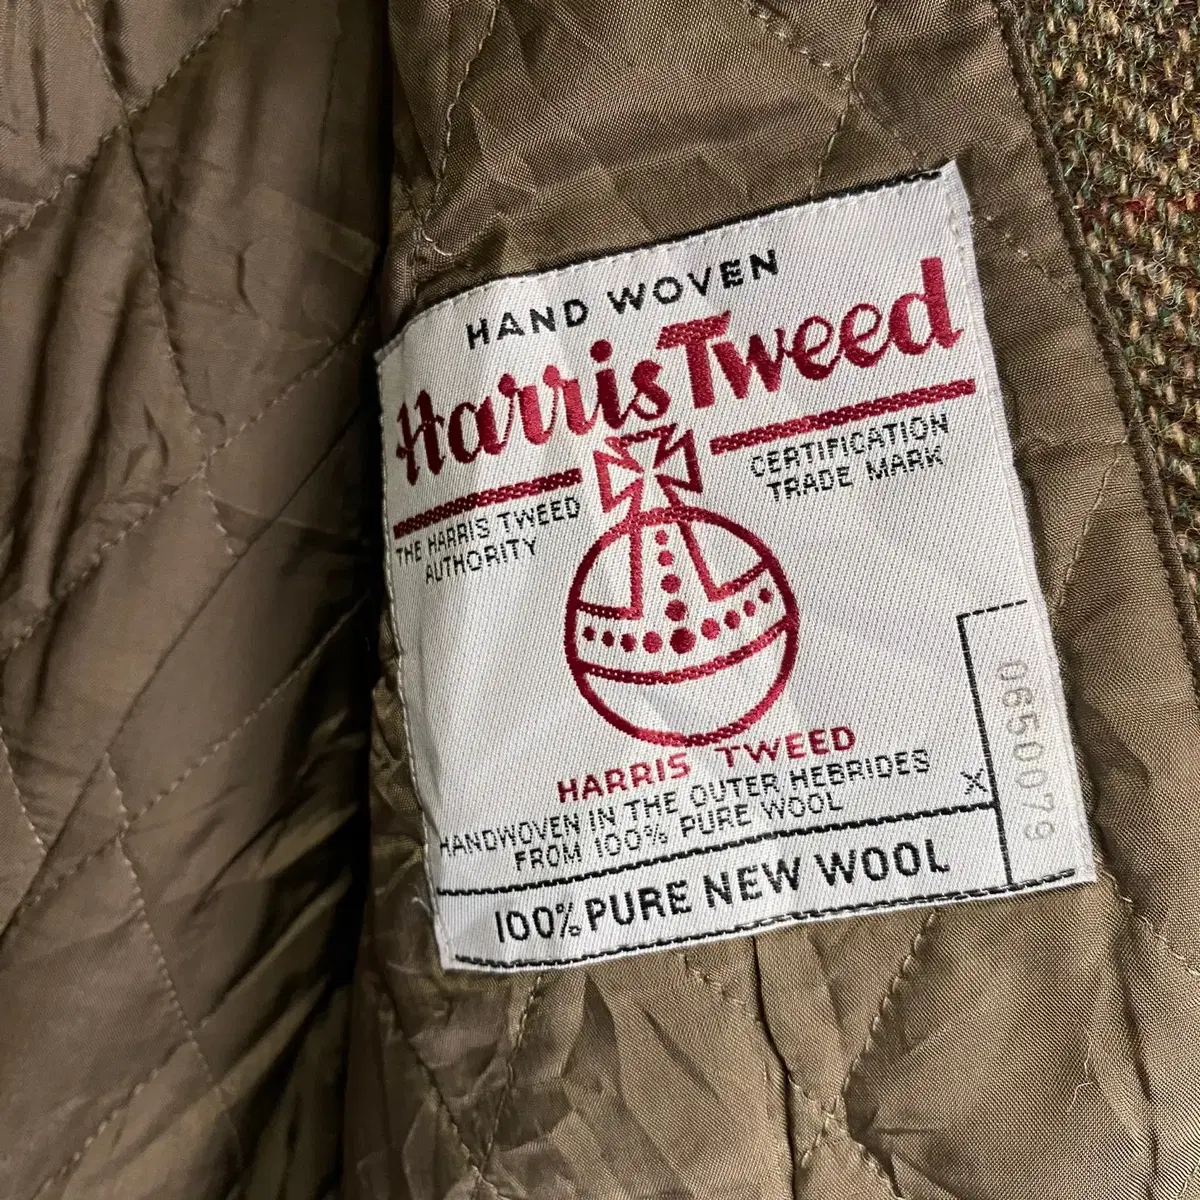 HAND WOVEN
Harris Tweed
THE HARRIS TWEED
AUTHORITY
CERTIFICATION
TRADE MARK
HARRIS TWEED
HANDWOVEN IN THE OUTER HEBRIDES
FROM 100% PURE WOOL
X
100% PURE NEW WOOL
0650079